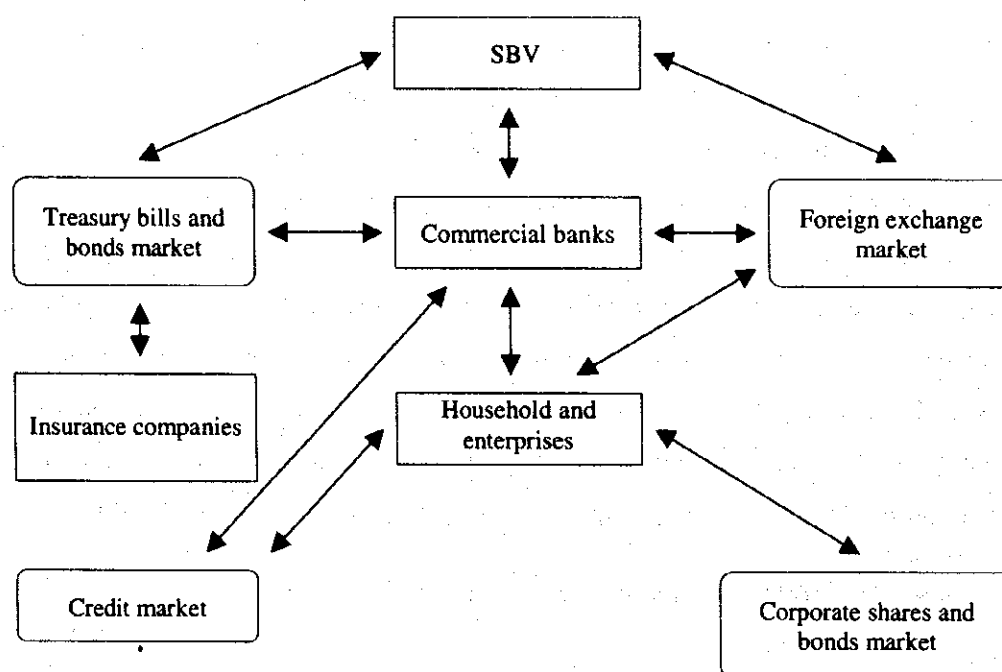 SBV
Treasury bills and
bonds market
Commercial banks
Foreign exchange
market
Insurance companies
Household and
enterprises
Credit market
Corporate shares and
bonds market